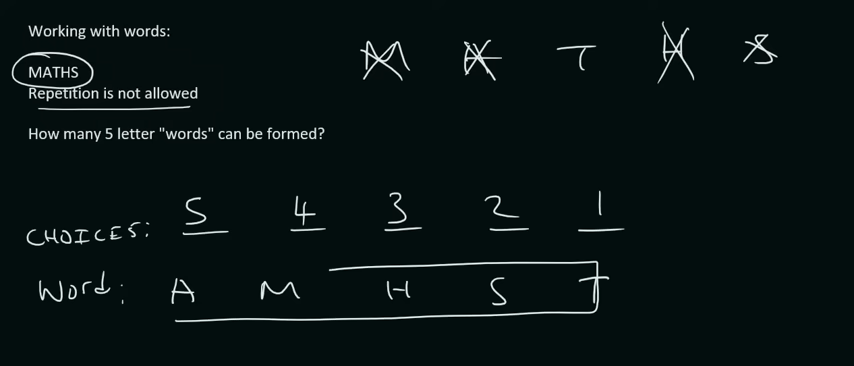 Working with words:
M A T H S
MATHS
Repetition is not allowed
How many 5 letter "words" can be formed?
CHOICES: 5 4 3 2 1
Word: A M H S T